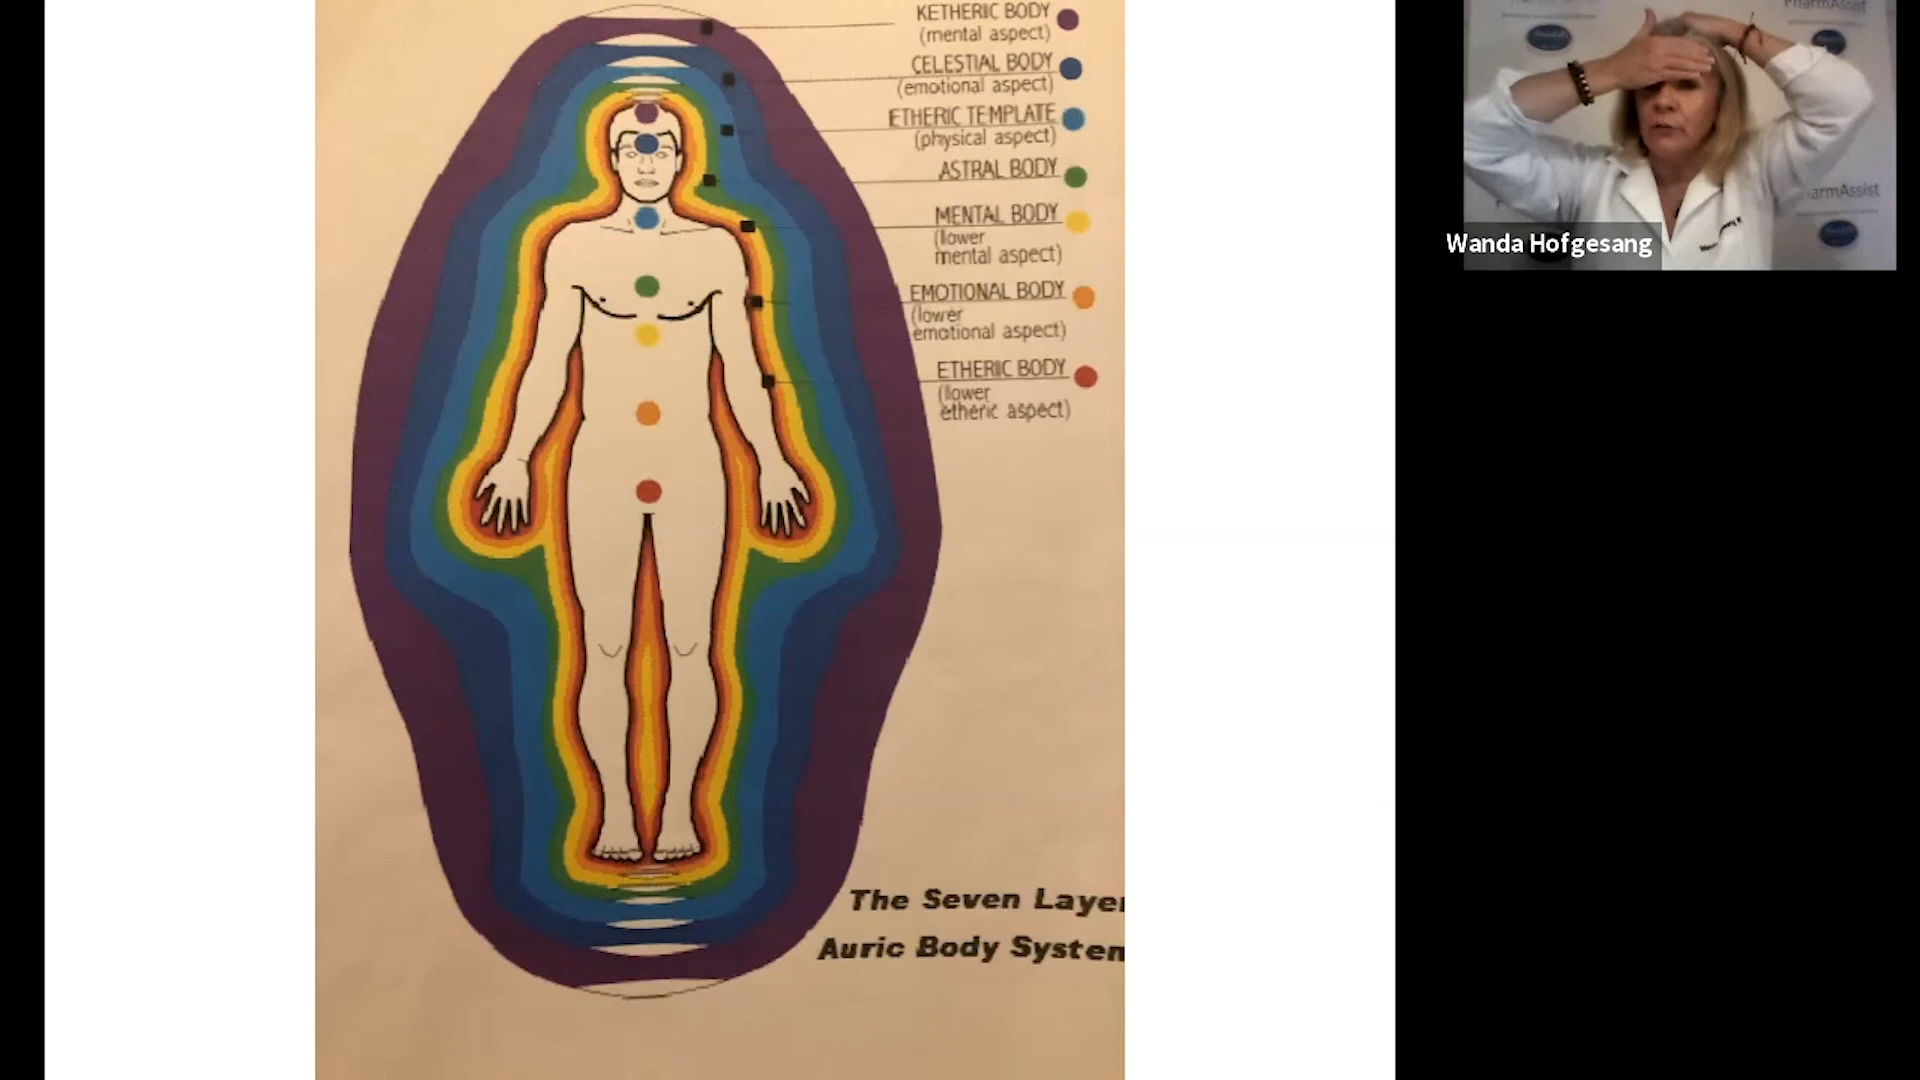 KETHERIC BODY
(mental aspect)
CELESTIAL BODY
(emotional aspect)
ETHERIC TEMPLATE
(physical aspect)
ASTRAL BODY
MENTAL BODY
(lower
mental aspect)
EMOTIONAL BODY
(lower
emotional aspect)
ETHERIC BODY
(lower
etheric aspect)
The Seven Layer
Auric Body System
PharmAssist
armAssist
Wanda Hofgesang